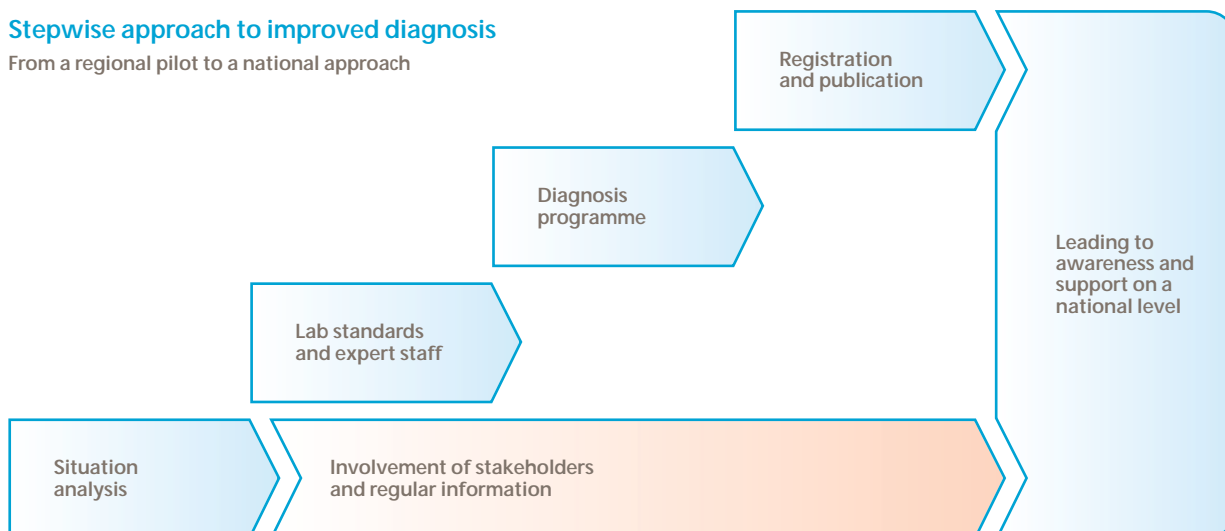 Stepwise approach to improved diagnosis
From a regional pilot to a national approach
Registration
and publication
Diagnosis
programme
Leading to
awareness and
support on a
national level
Lab standards
and expert staff
Situation
analysis
Involvement of stakeholders
and regular information